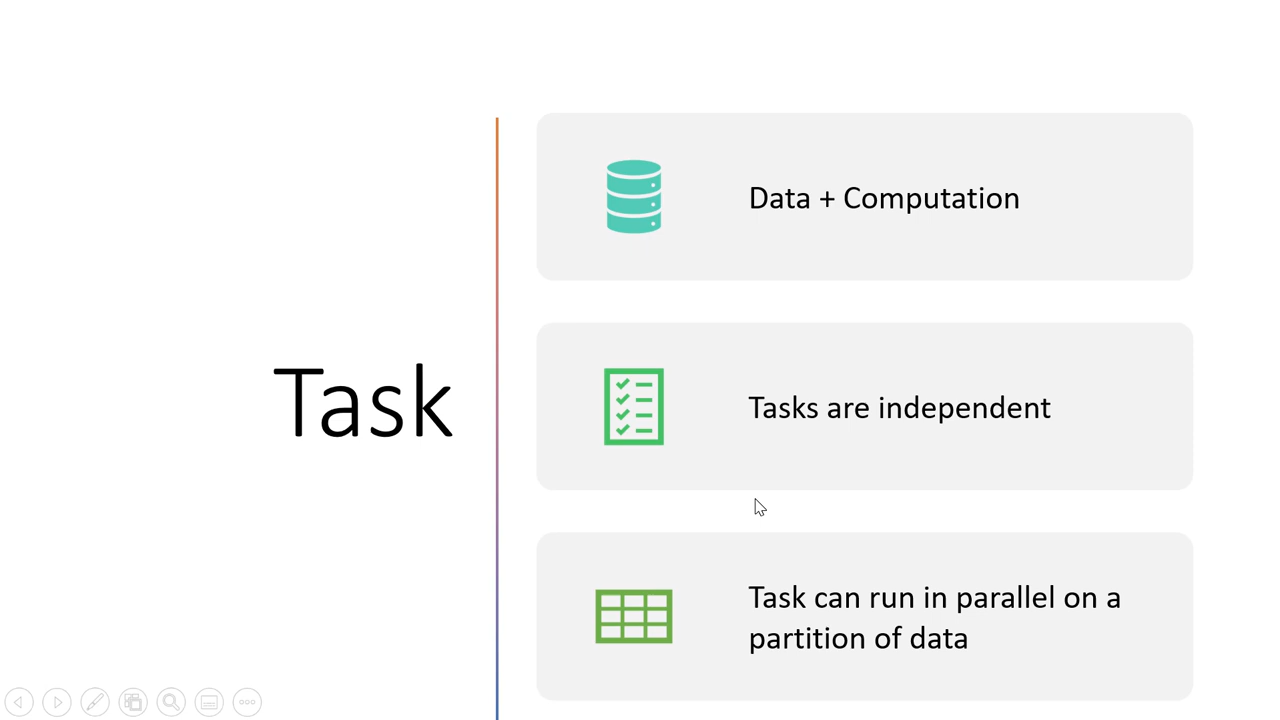 Task
Data + Computation
Tasks are independent
Task can run in parallel on a
partition of data